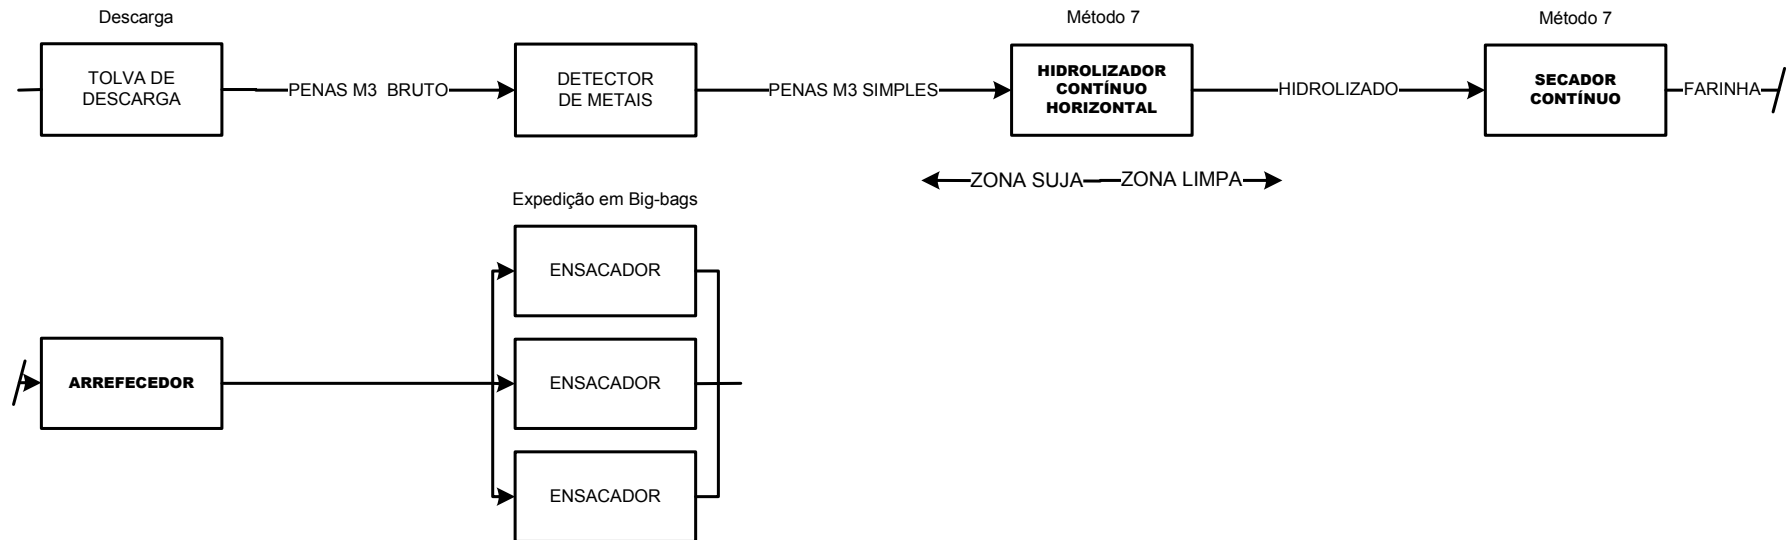 Descarga
Método 7
Método 7
TOLVA DE
DESCARGA
PENAS M3 BRUTO
DETECTOR
DE METAIS
PENAS M3 SIMPLES
HIDROLIZADOR
CONTÍNUO
HORIZONTAL
HIDROLIZADO
SECADOR
CONTÍNUO
FARINHA
ZONA SUJA
ZONA LIMPA
Expedição em Big-bags
ENSACADOR
ARREFECEDOR
ENSACADOR
ENSACADOR